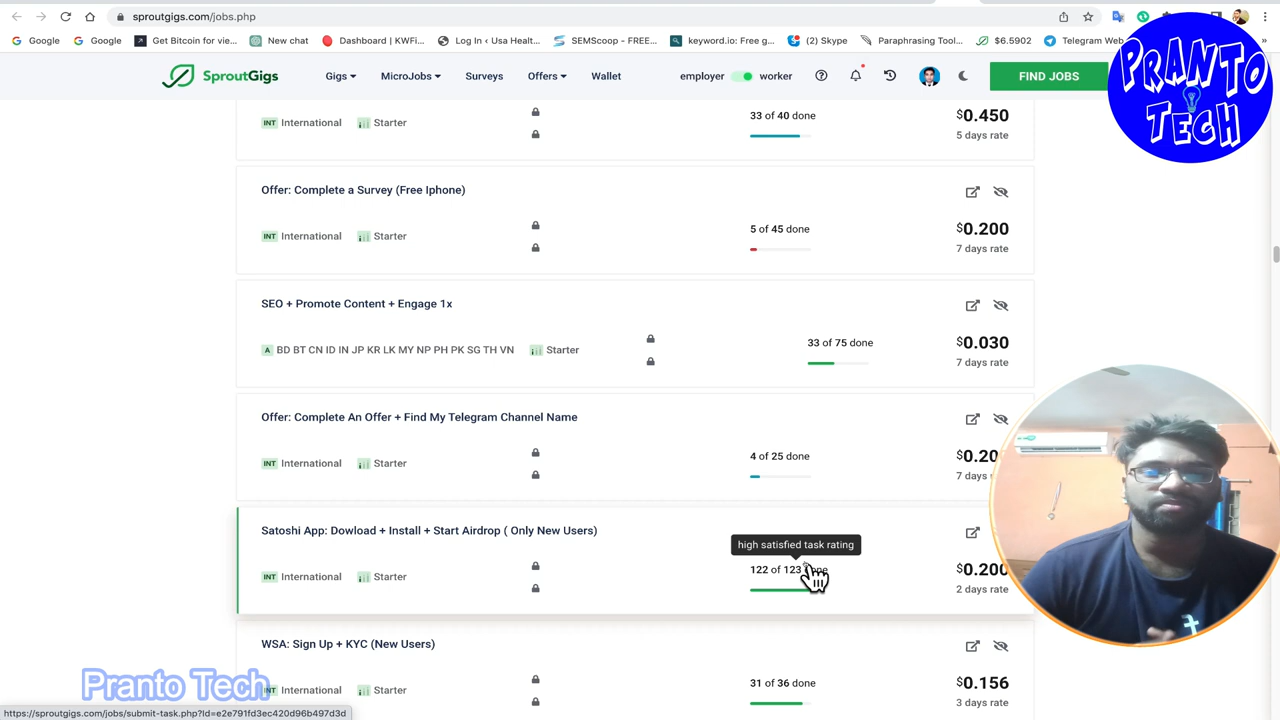 sproutgigs.com/jobs.php
Google
Google
Get Bitcoin for vie...
New chat
Dashboard | KWFi...
Log In ‹ Usa Healt...
SEMScoop - FREE...
keyword.io: Free g...
(2) Skype
Paraphrasing Tool...
$6.5902
Telegram Web
»
SproutGigs
Gigs
MicroJobs
Surveys
Offers
Wallet
employer
worker
FIND JOBS
PRANTO
TECH
33 of 40 done
$0.450
INT International
Starter
5 days rate
Offer: Complete a Survey (Free Iphone)
5 of 45 done
$0.200
INT International
Starter
7 days rate
SEO + Promote Content + Engage 1x
33 of 75 done
$0.030
A BD BT CN ID IN JP KR LK MY NP PH PK SG TH VN
Starter
7 days rate
Offer: Complete An Offer + Find My Telegram Channel Name
4 of 25 done
$0.20
INT International
Starter
7 days
Satoshi App: Dowload + Install + Start Airdrop ( Only New Users)
high satisfied task rating
122 of 123
$0.200
INT International
Starter
2 days rate
WSA: Sign Up + KYC (New Users)
31 of 36 done
$0.156
INT International
Starter
3 days rate
Pranto Tech
https://sproutgigs.com/jobs/submit-task.php?Id=e2e791fd3ec420d96b497d3d